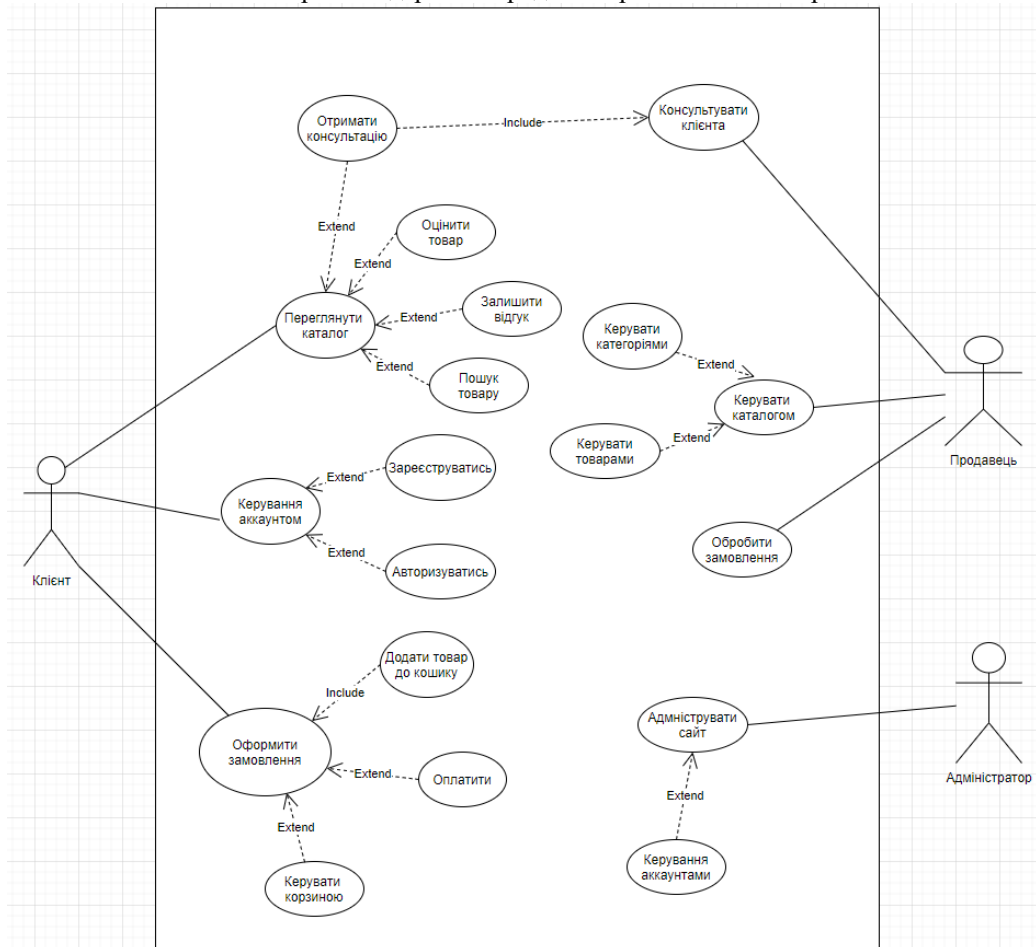 Отримати
консультацію
Include
Консультувати
клієнта
Extend
Оцінити
товар
Extend
Переглянути
каталог
Extend
Залишити
відгук
Extend
Пошук
товару
Керувати
категоріями
Extend
Керувати
каталогом
Extend
Керувати
товарами
Продавець
Зареєструватись
Extend
Керування
аккаунтом
Extend
Авторизуватись
Клієнт
Обробити
замовлення
Додати товар
до кошику
Include
Оформити
замовлення
Extend
Оплатити
Extend
Керувати
корзиною
Адмініструвати
сайт
Extend
Керування
аккаунтами
Адміністратор